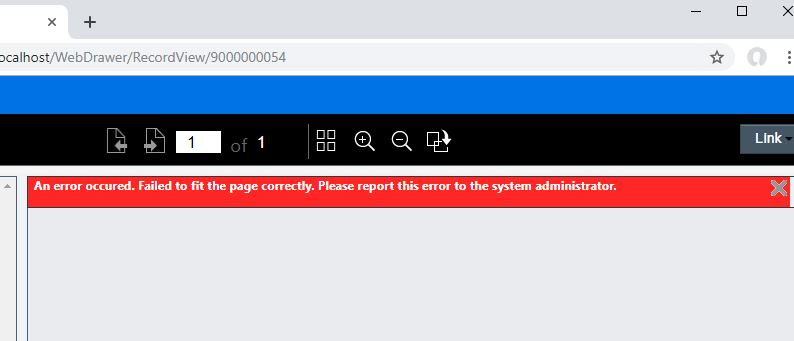 ocalhost/WebDrawer/RecordView/9000000054
1 of 1
Link
An error occured. Failed to fit the page correctly. Please report this error to the system administrator.